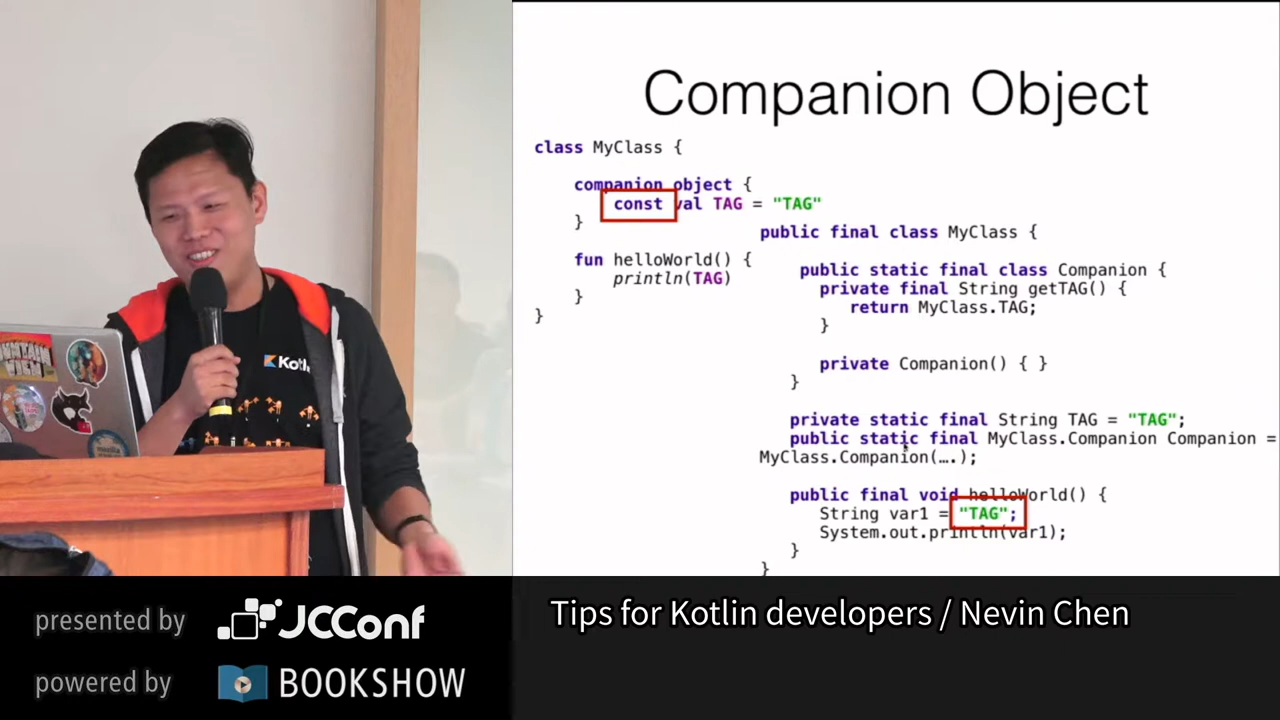 Companion Object
class MyClass {
companion object {
const val TAG = "TAG"
}
fun helloWorld() {
println(TAG)
}
}
public final class MyClass {
public static final class Companion {
private final String getTAG() {
return MyClass.TAG;
}
private Companion() { }
}
private static final String TAG = "TAG";
public static final MyClass.Companion Companion =
MyClass.Companion(….);
public final void helloWorld() {
String var1 = "TAG";
System.out.println(var1);
}
}
presented by JCConf
powered by BOOKSHOW
Tips for Kotlin developers / Nevin Chen